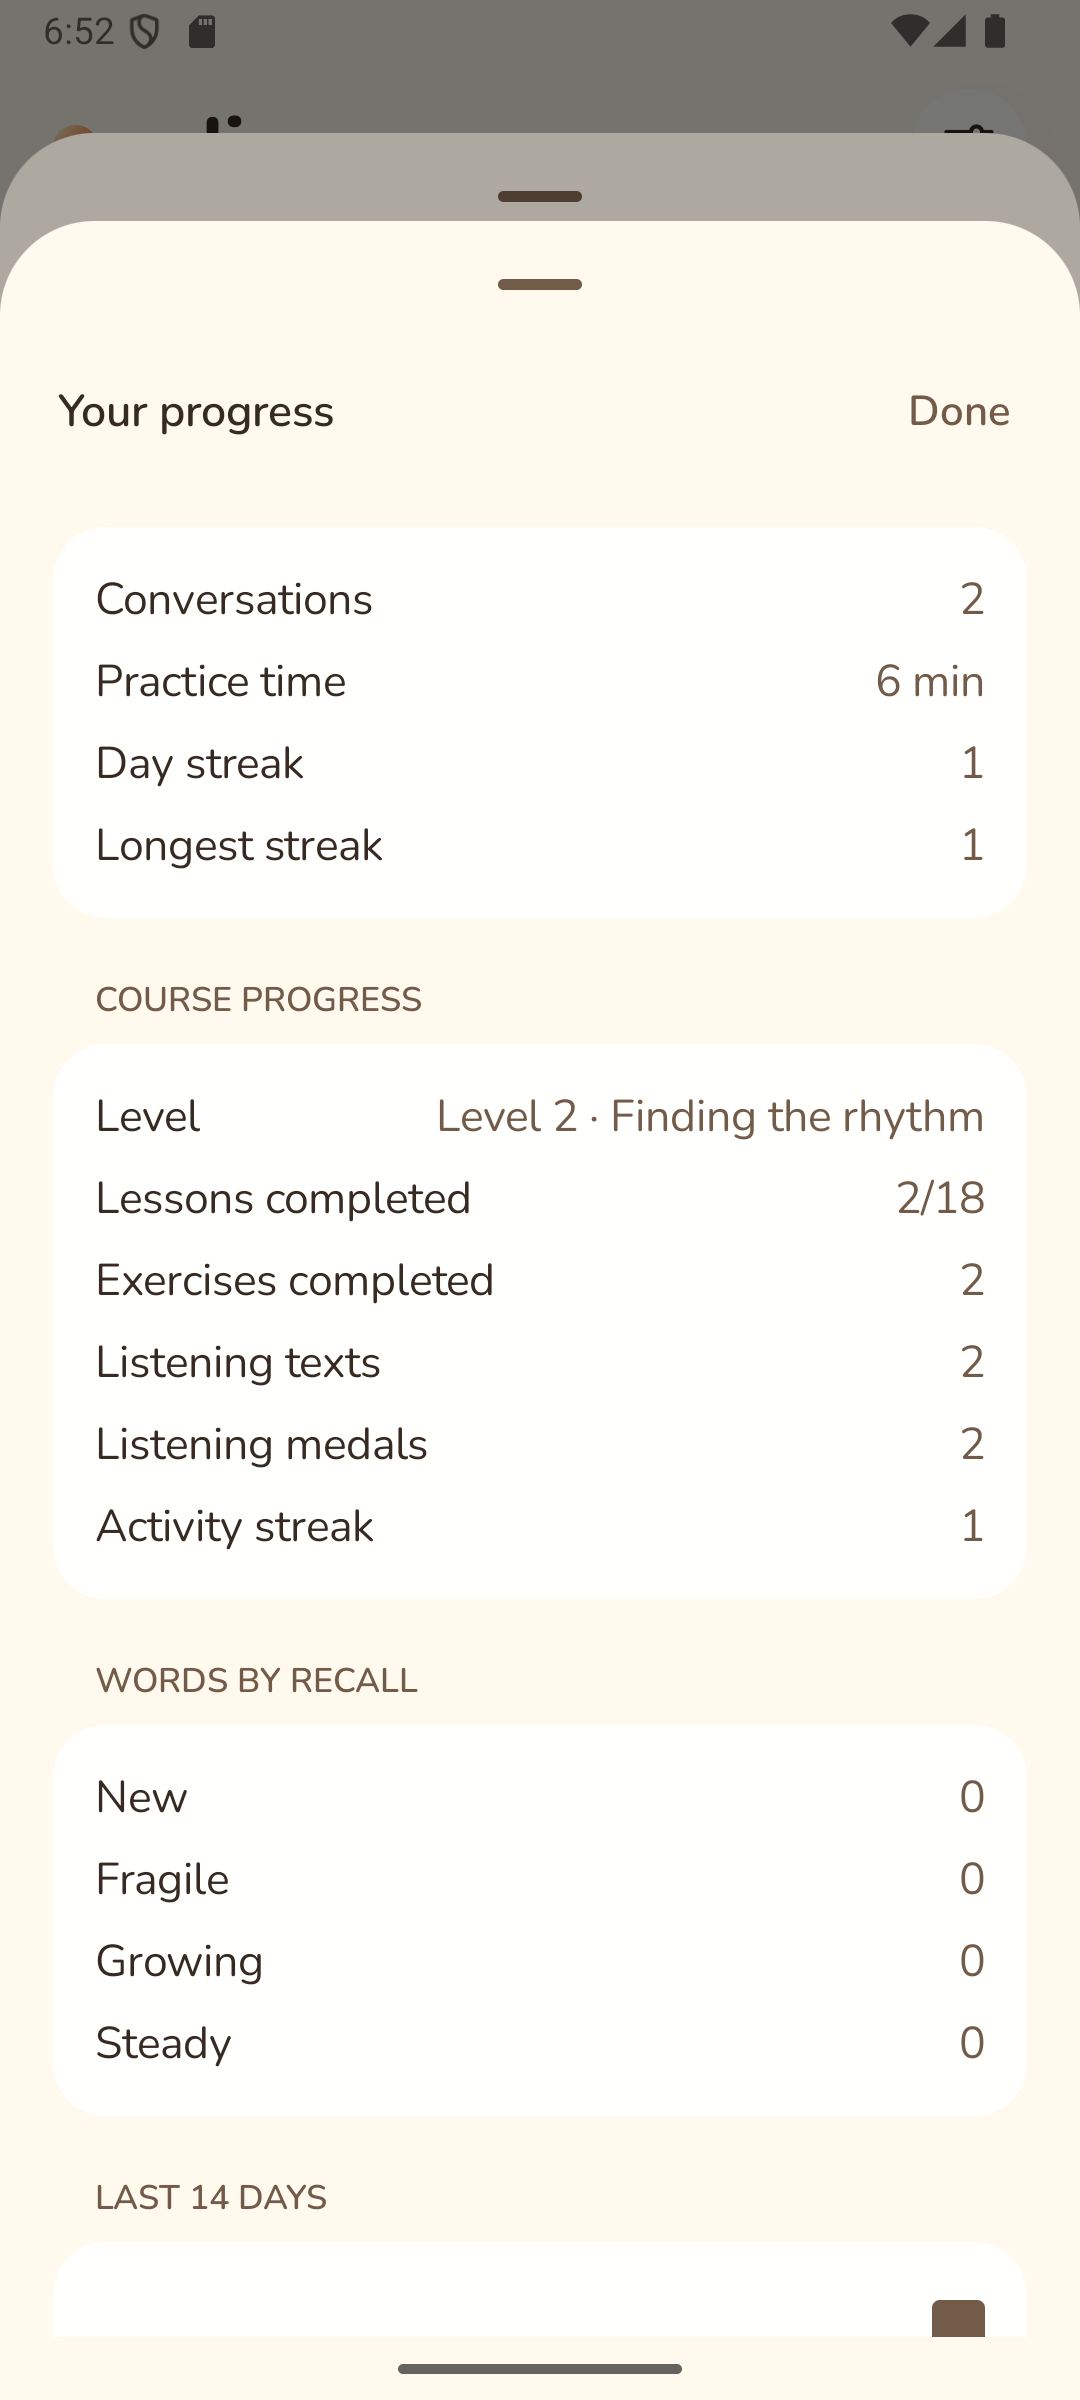 6:52
Your progress
Done
Conversations 2
Practice time 6 min
Day streak 1
Longest streak 1
COURSE PROGRESS
Level Level 2 · Finding the rhythm
Lessons completed 2/18
Exercises completed 2
Listening texts 2
Listening medals 2
Activity streak 1
WORDS BY RECALL
New 0
Fragile 0
Growing 0
Steady 0
LAST 14 DAYS